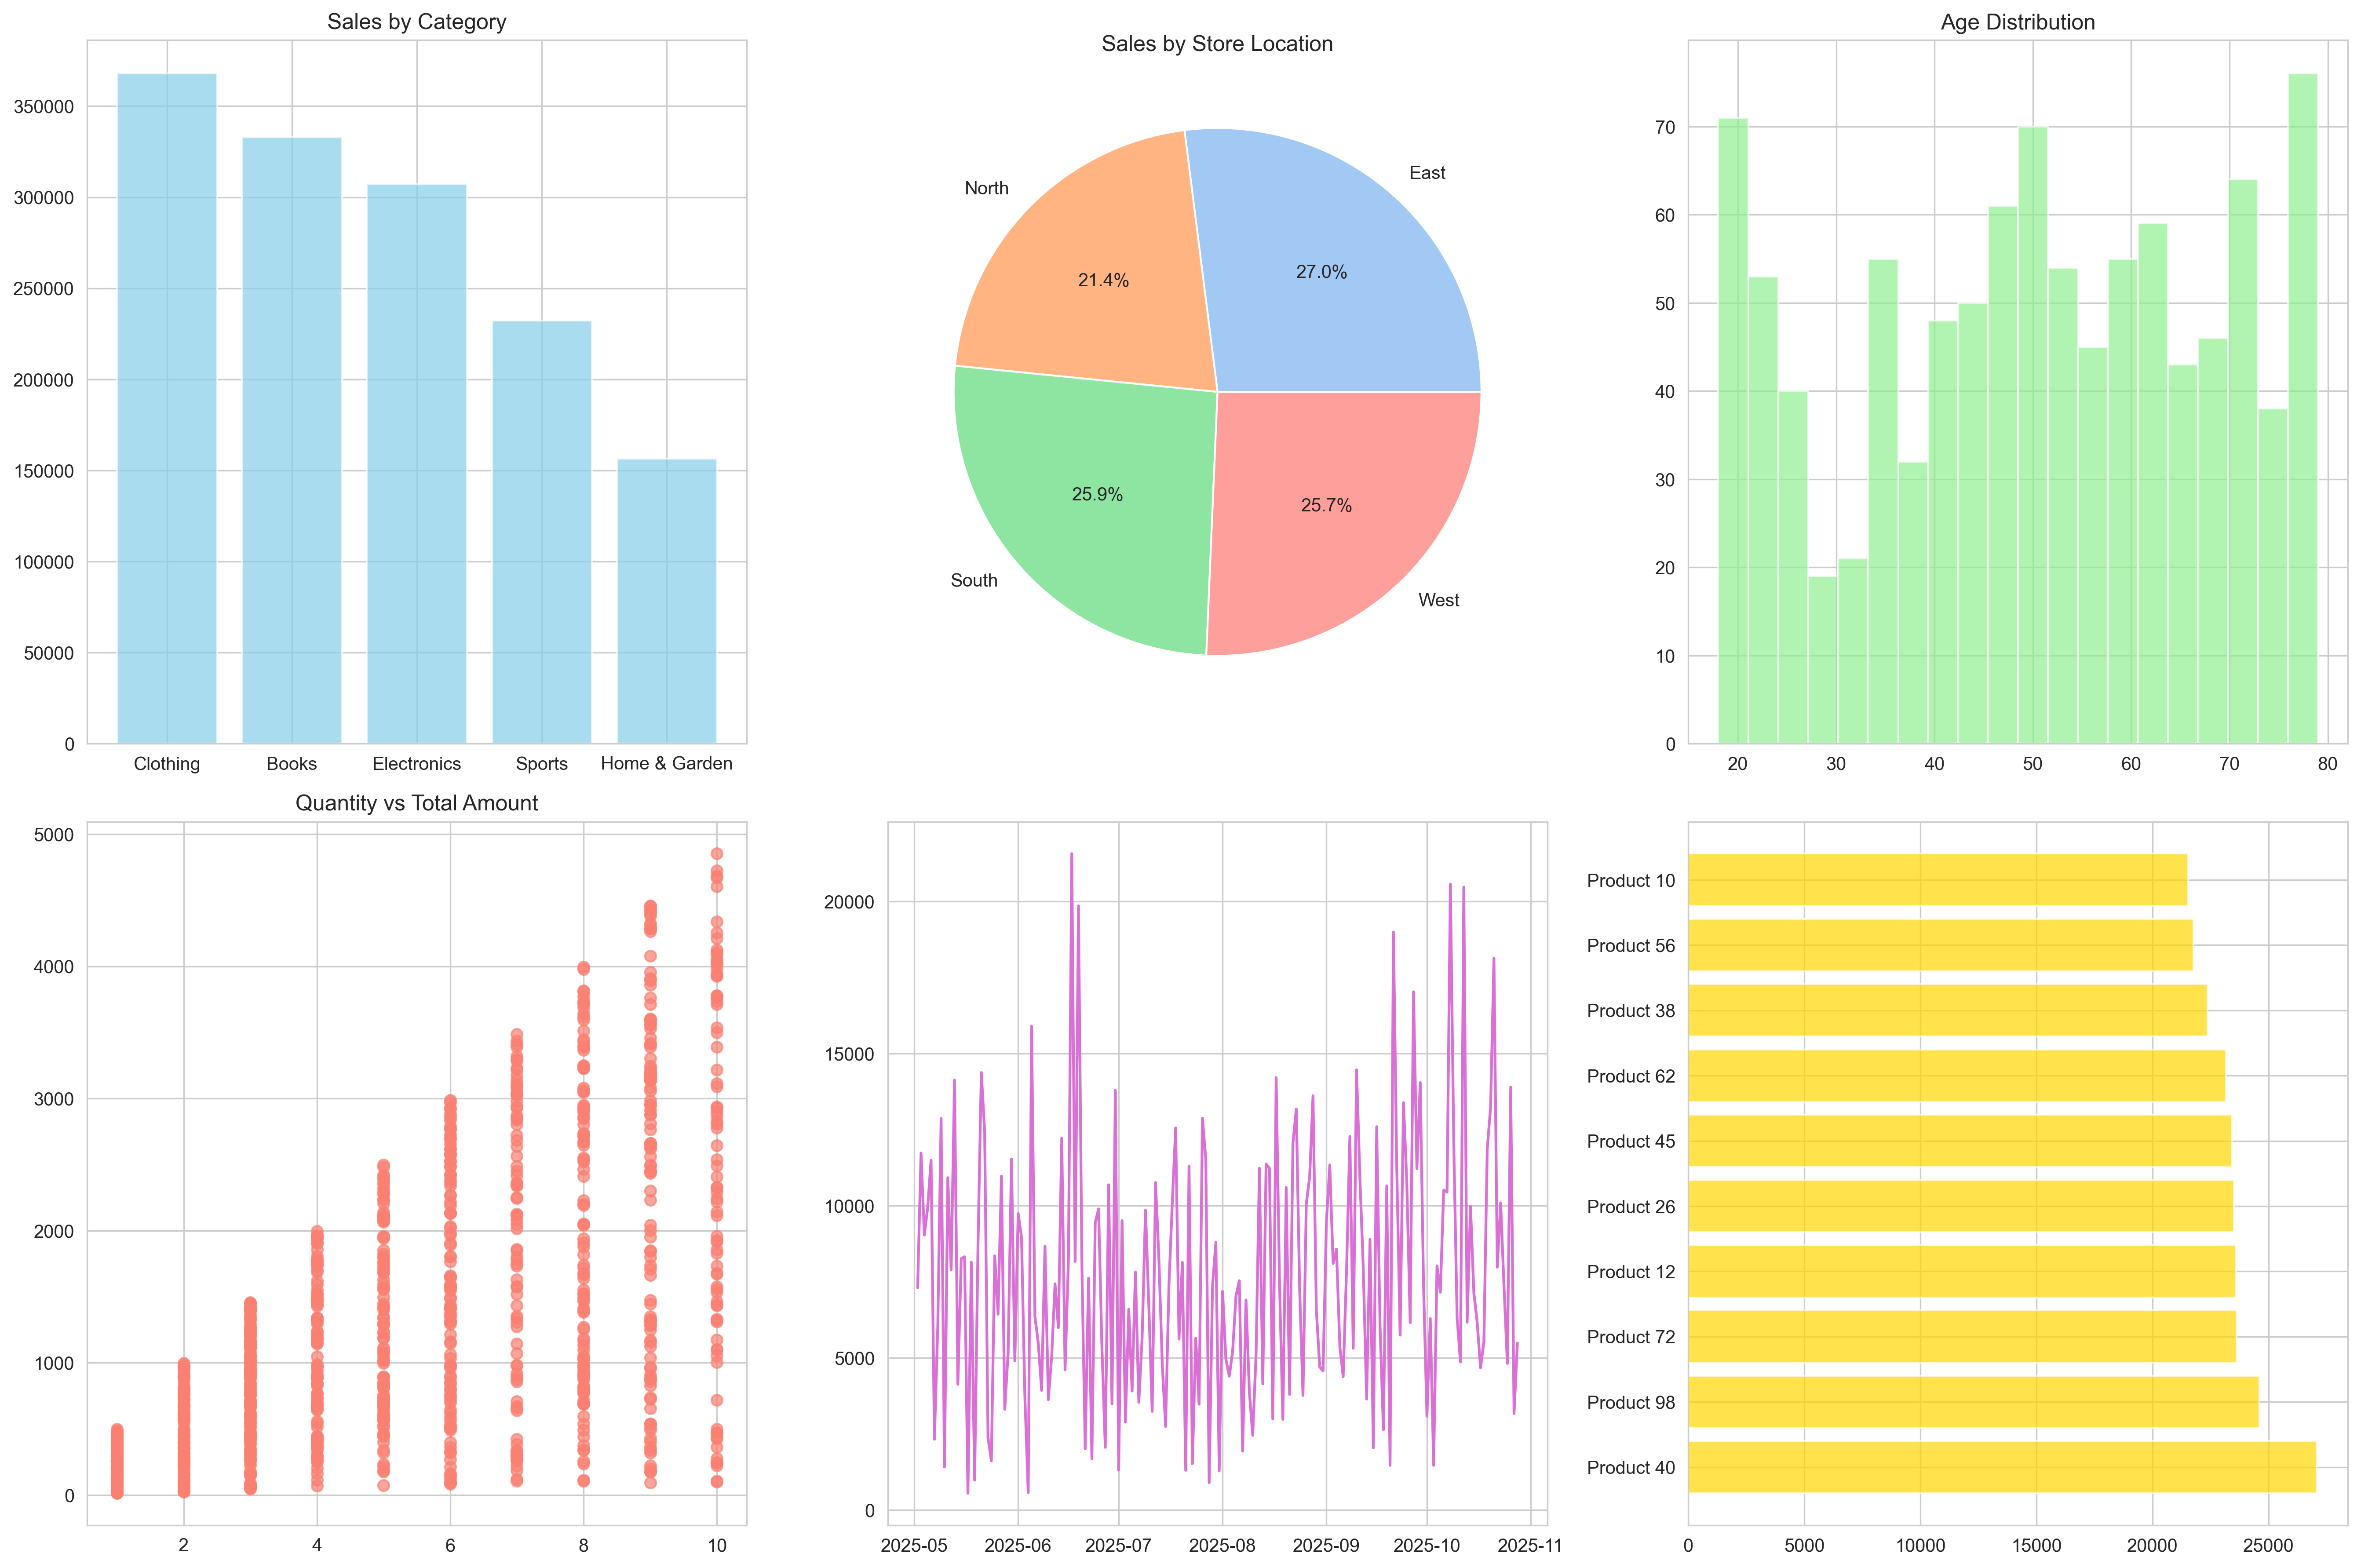 Sales by Category
350000
300000
250000
200000
150000
100000
50000
0
Clothing Books Electronics Sports Home & Garden
Sales by Store Location
North
East
South
West
21.4%
27.0%
25.9%
25.7%
Age Distribution
70
60
50
40
30
20
10
0
20 30 40 50 60 70 80
Quantity vs Total Amount
5000
4000
3000
2000
1000
0
2 4 6 8 10
20000
15000
10000
5000
0
2025-05 2025-06 2025-07 2025-08 2025-09 2025-10 2025-11
Product 10
Product 56
Product 38
Product 62
Product 45
Product 26
Product 12
Product 72
Product 98
Product 40
0 5000 10000 15000 20000 25000